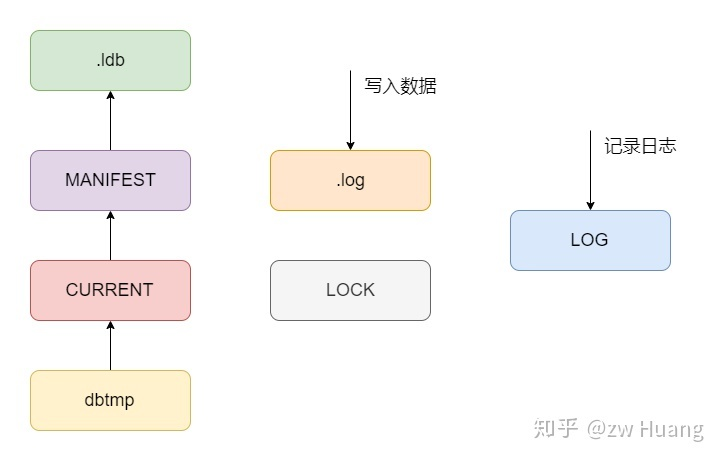 .ldb
写入数据
MANIFEST
.log
记录日志
LOG
CURRENT
LOCK
dbtmp
知乎 @zw Huang